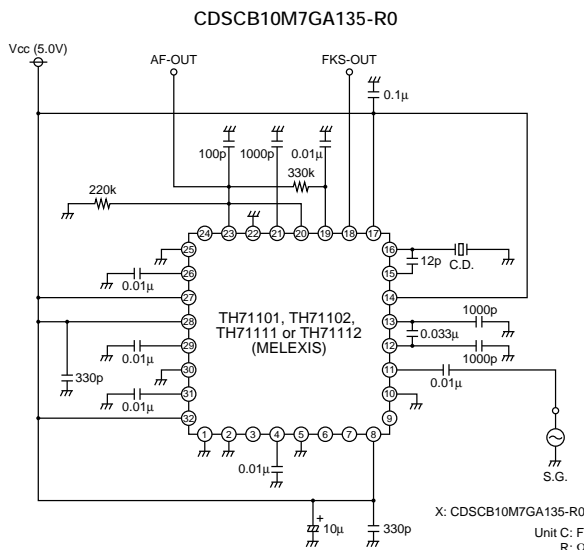 CDSCB10M7GA135-R0
Vcc (5.0V)
AF-OUT
FKS-OUT
0.1μ
100p
1000p
0.01μ
330k
220k
24
23
22
21
20
19
18
17
25
16
12p
C.D.
26
15
0.01μ
27
14
TH71101, TH71102,
TH71111 or TH71112
(MELEXIS)
28
13
1000p
0.033μ
29
12
0.01μ
1000p
330p
30
11
0.01μ
31
10
0.01μ
32
9
1
2
3
4
5
6
7
8
0.01μ
S.G.
10μ
+
330p
X: CDSCB10M7GA135-R0
Unit C: F